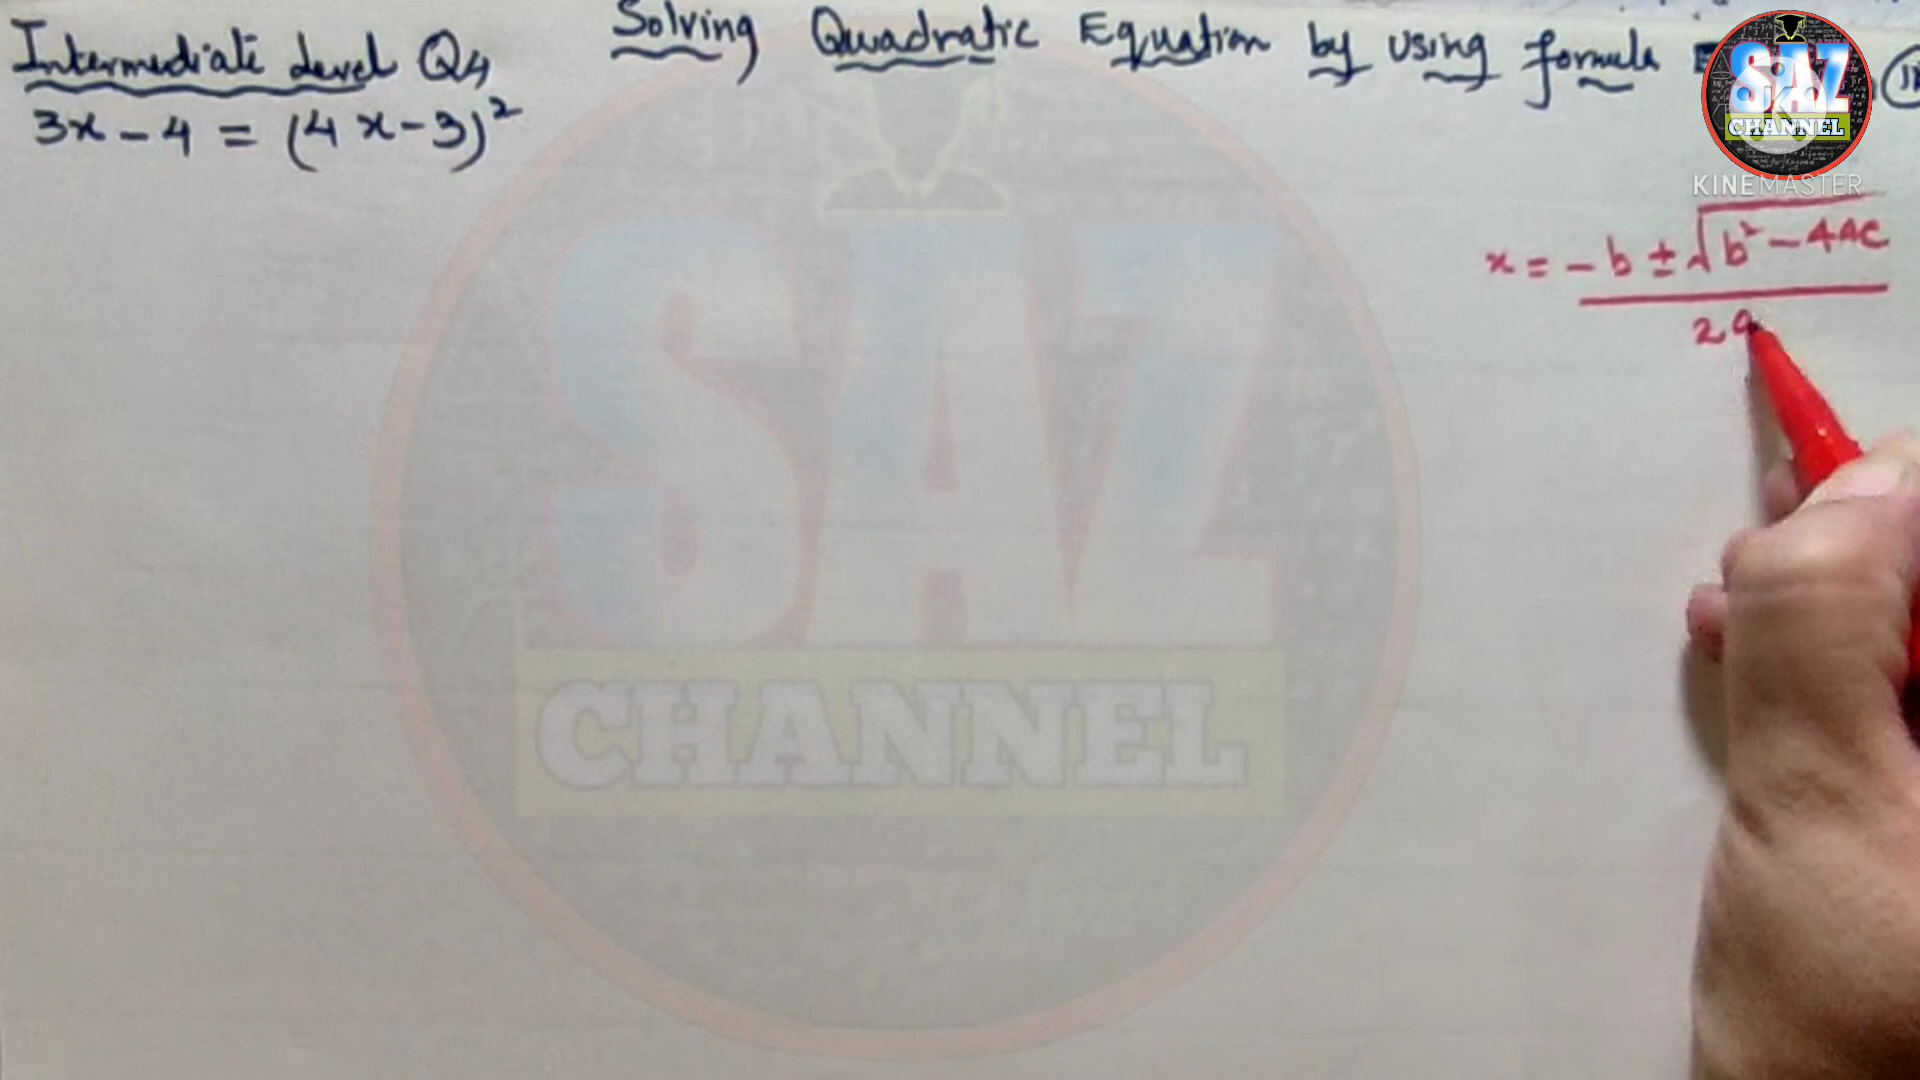 Intermediate Level Q4
Solving Quadratic Equation by using formula
3x - 4 = (4x-3)²
SAZ
CHANNEL
KINEMASTER
x = -b ± √b² - 4AC
2a
SAZ
CHANNEL